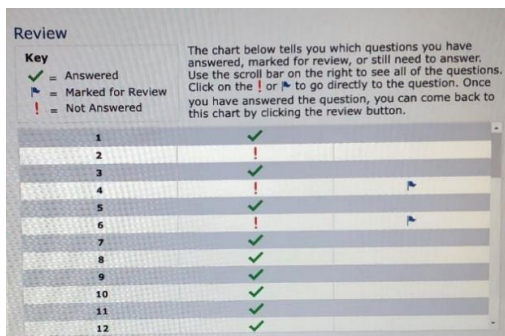 Review
Key
✓ = Answered
⚑ = Marked for Review
! = Not Answered
The chart below tells you which questions you have
answered, marked for review, or still need to answer.
Use the scroll bar on the right to see all of the questions.
Click on the ! or ⚑ to go directly to the question. Once
you have answered the question, you can come back to
this chart by clicking the review button.
1 ✓
2 !
3 ✓
4 ! ⚑
5 ✓
6 ! ⚑
7 ✓
8 ✓
9 ✓
10 ✓
11 ✓
12 ✓